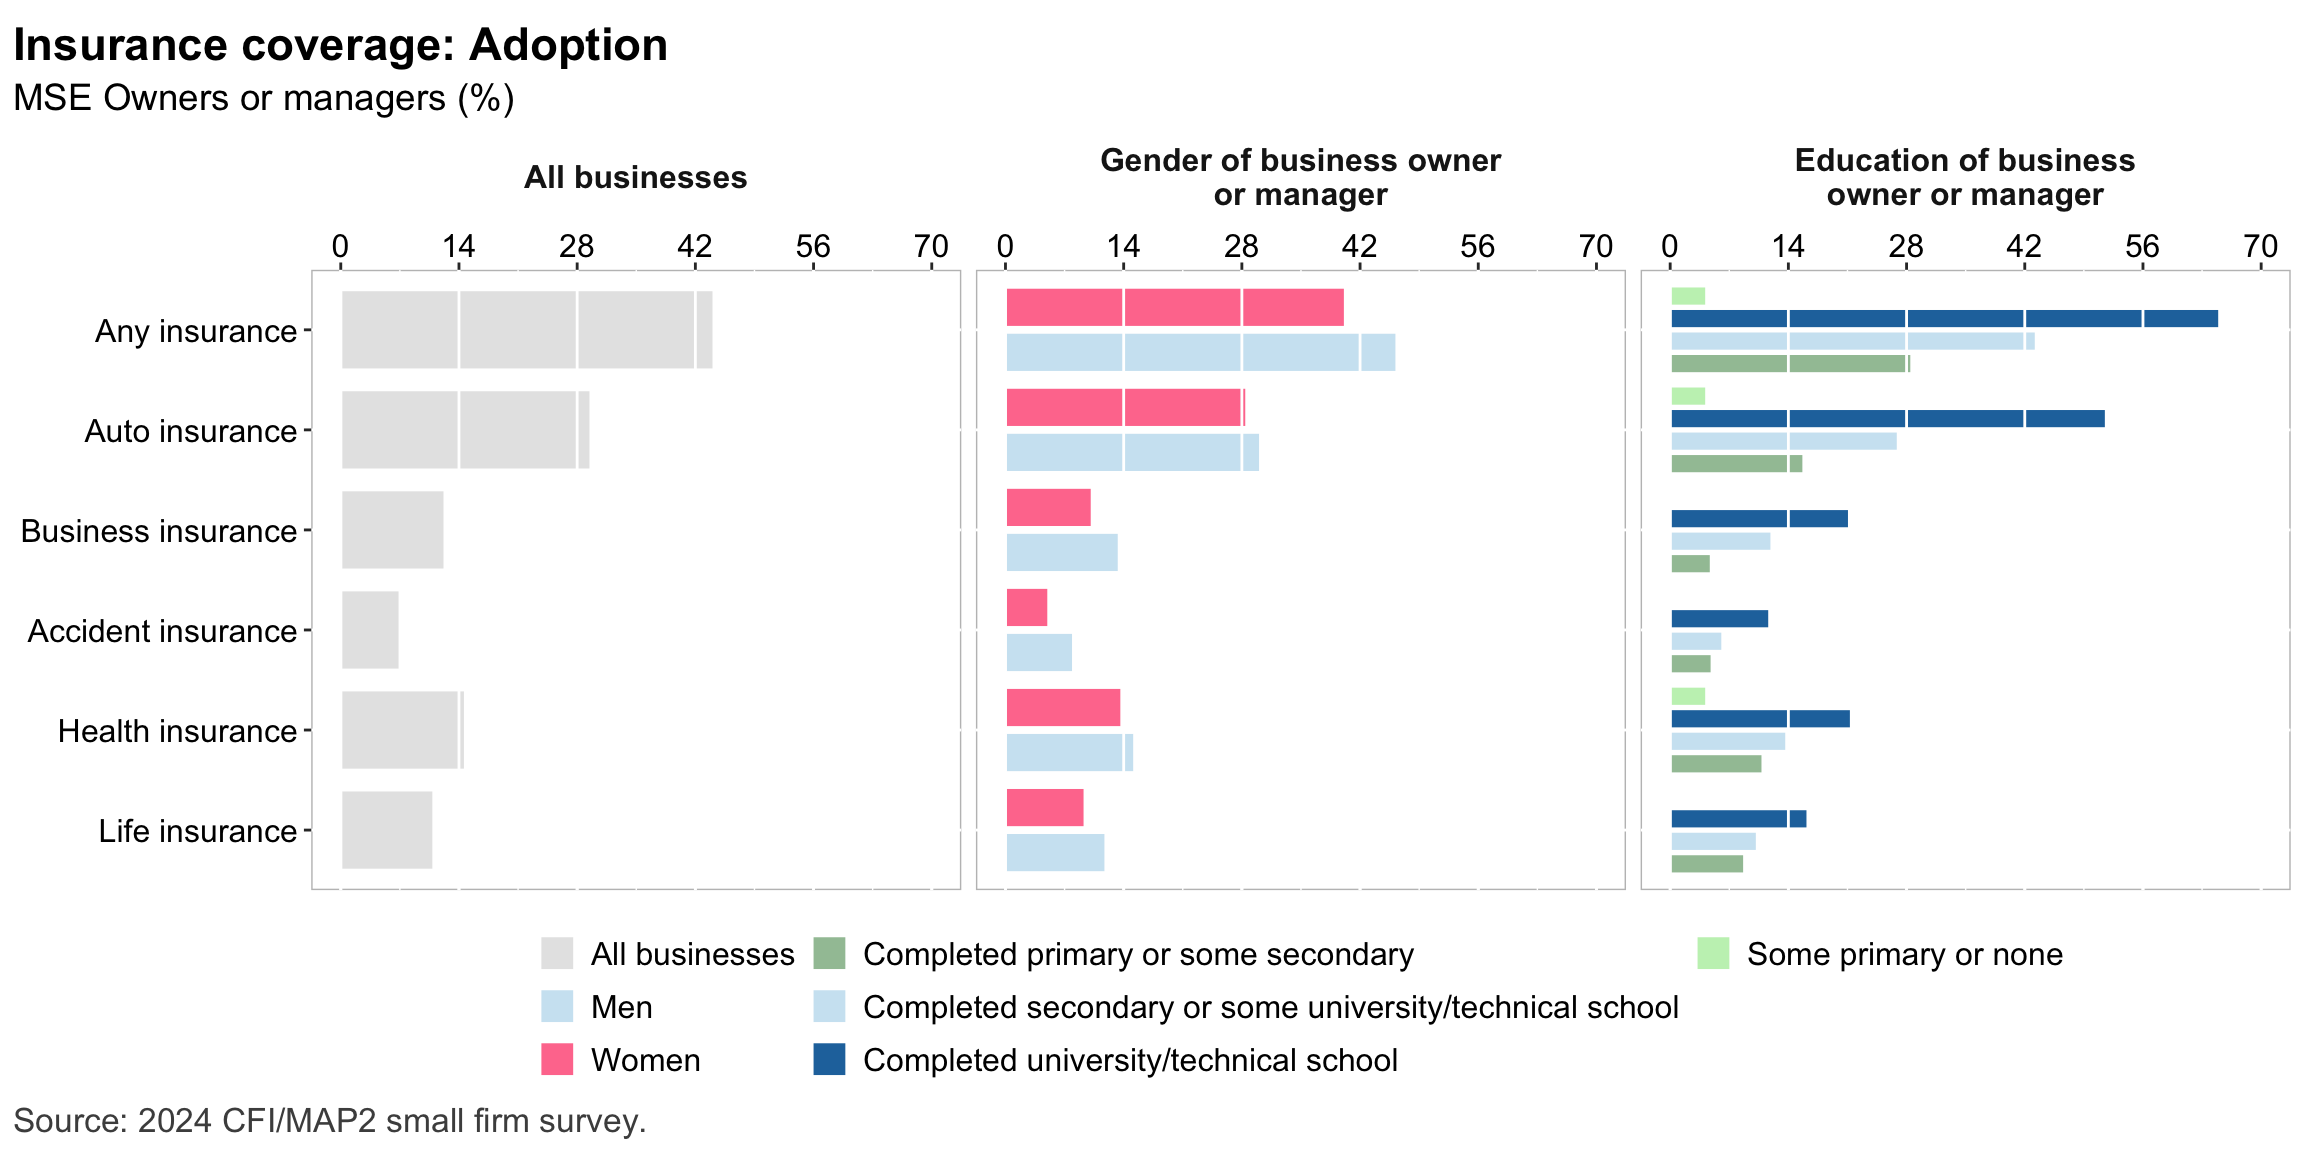 Insurance coverage: Adoption
MSE Owners or managers (%)
All businesses
Gender of business owner
or manager
Education of business
owner or manager
0 14 28 42 56 70
0 14 28 42 56 70
0 14 28 42 56 70
Any insurance
Auto insurance
Business insurance
Accident insurance
Health insurance
Life insurance
All businesses
Men
Women
Completed primary or some secondary
Completed secondary or some university/technical school
Completed university/technical school
Some primary or none
Source: 2024 CFI/MAP2 small firm survey.